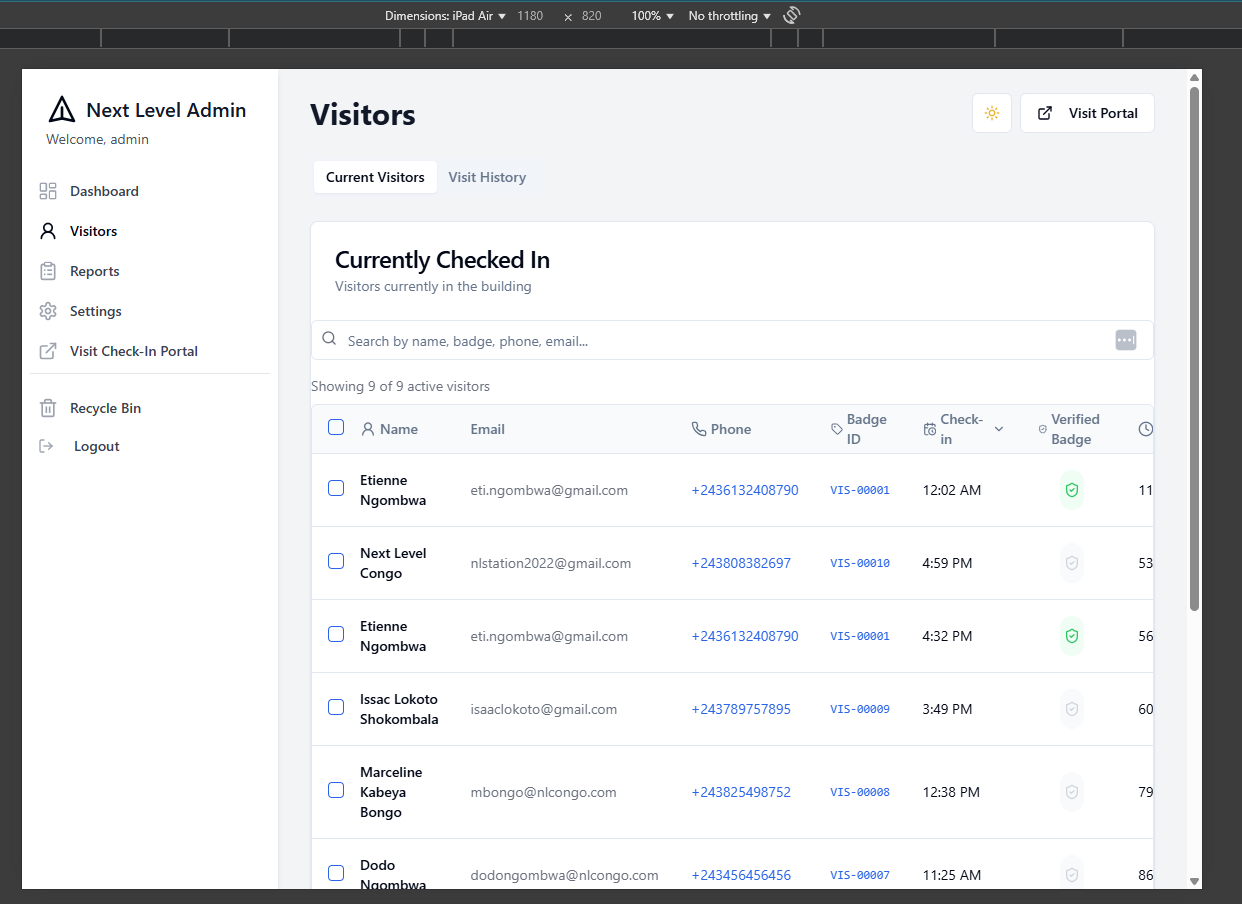 Dimensions: iPad Air 1180 × 820 100% No throttling
Next Level Admin
Welcome, admin
Dashboard
Visitors
Reports
Settings
Visit Check-In Portal
Recycle Bin
Logout
Visitors
Visit Portal
Current Visitors Visit History
Currently Checked In
Visitors currently in the building
Search by name, badge, phone, email...
Showing 9 of 9 active visitors
Name Email Phone Badge ID Check-in Verified Badge
Etienne Ngombwa eti.ngombwa@gmail.com +2436132408790 VIS-00001 12:02 AM 11
Next Level Congo nlstation2022@gmail.com +243808382697 VIS-00010 4:59 PM 53
Etienne Ngombwa eti.ngombwa@gmail.com +2436132408790 VIS-00001 4:32 PM 56
Issac Lokoto Shokombala isaaclokoto@gmail.com +243789757895 VIS-00009 3:49 PM 60
Marceline Kabeya Bongo mbongo@nlcongo.com +243825498752 VIS-00008 12:38 PM 79
Dodo Ngombwa dodongombwa@nlcongo.com +243456456456 VIS-00007 11:25 AM 86